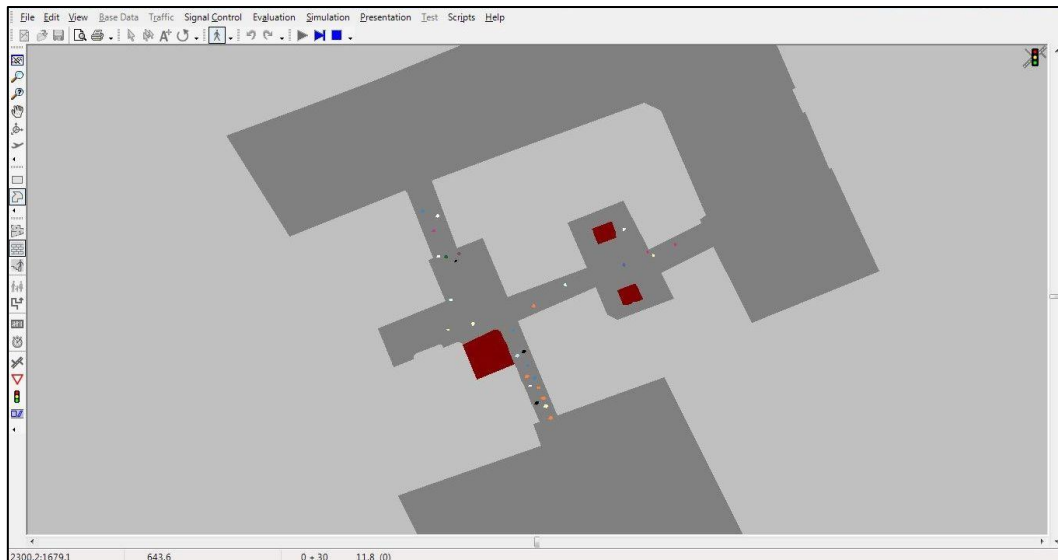 File Edit View Base Data Traffic Signal Control Evaluation Simulation Presentation Test Scripts Help
2300.2:1679.1 643.6 0 + 30 11.8 (0)